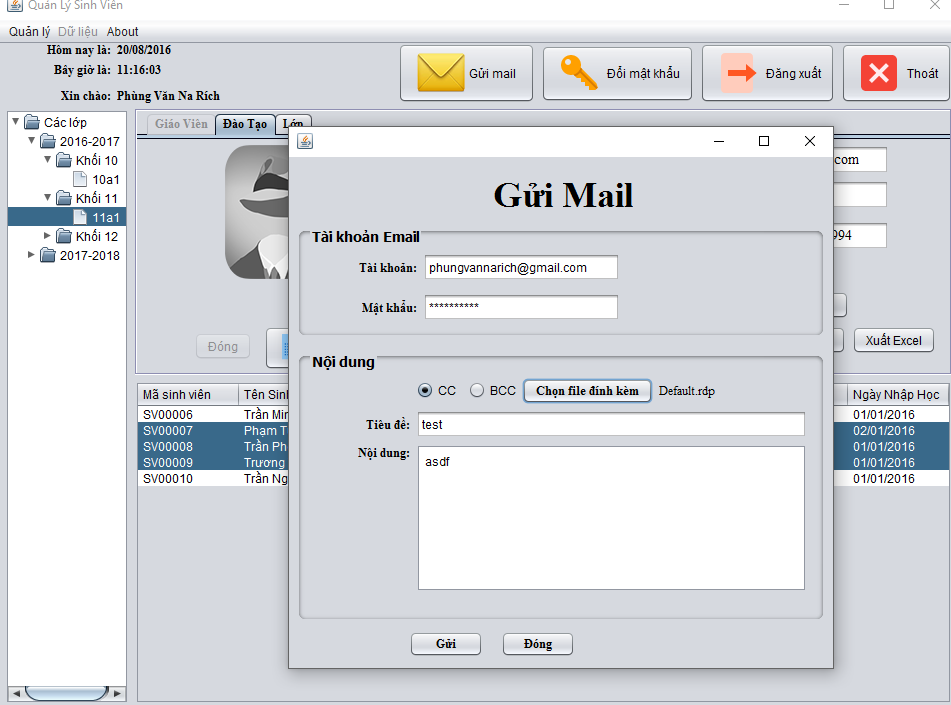 Quản Lý Sinh Viên
Quản lý Dữ liệu About
Hôm nay là: 20/08/2016
Bây giờ là: 11:16:03
Xin chào: Phùng Văn Na Rích
Gửi mail
Đổi mật khẩu
Đăng xuất
Thoát
Các lớp
2016-2017
Khối 10
10a1
Khối 11
11a1
Khối 12
2017-2018
Giáo Viên Đào Tạo Lớp
com
994
Đóng
Xuất Excel
Mã sinh viên Tên Sinh Ngày Nhập Học
SV00006 Trần Min 01/01/2016
SV00007 Phạm T 02/01/2016
SV00008 Trần Ph 01/01/2016
SV00009 Trương 01/01/2016
SV00010 Trần Ng 01/01/2016
Gửi Mail
Tài khoản Email
Tài khoản: phungvannarich@gmail.com
Mật khẩu: **********
Nội dung
CC BCC Chọn file đính kèm Default.rdp
Tiêu đề: test
Nội dung: asdf
Gửi Đóng